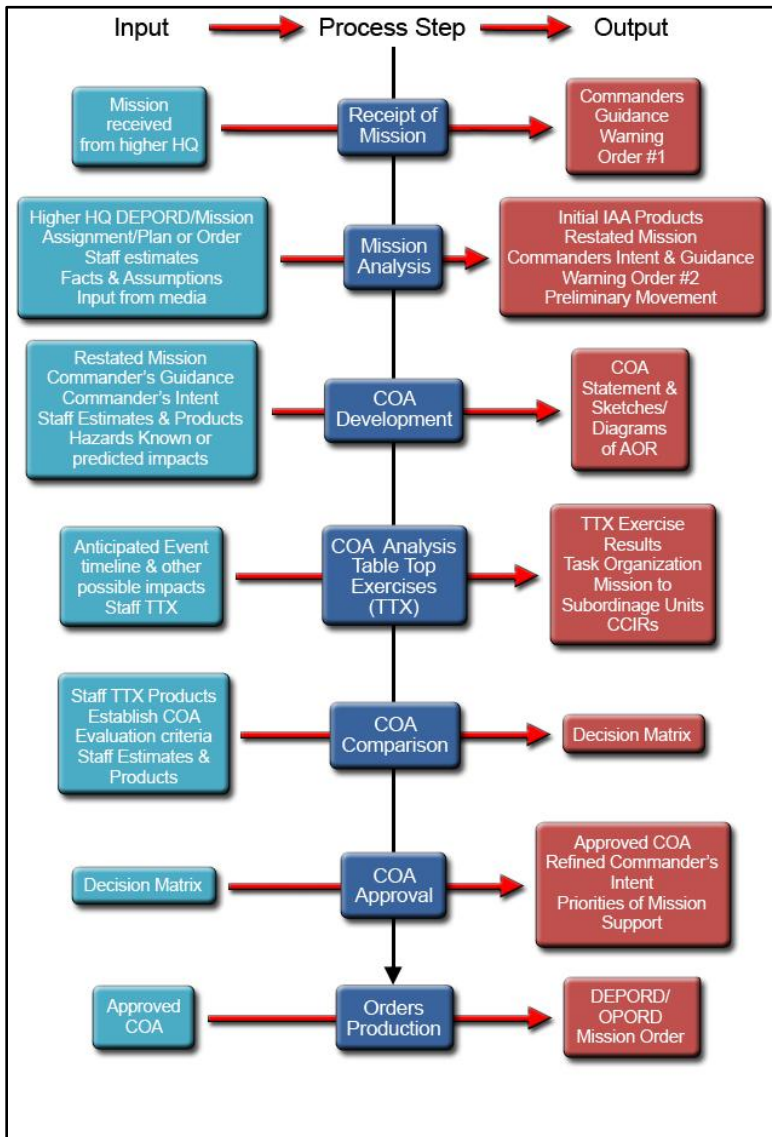 Input
Process Step
Output
Mission
received
from higher HQ
Receipt of
Mission
Commanders
Guidance
Warning
Order #1
Higher HQ DEPORD/Mission
Assignment/Plan or Order
Staff estimates
Facts & Assumptions
Input from media
Mission
Analysis
Initial IAA Products
Restated Mission
Commanders Intent & Guidance
Warning Order #2
Preliminary Movement
Restated Mission
Commander's Guidance
Commander's Intent
Staff Estimates & Products
Hazards Known or
predicted impacts
COA
Development
COA
Statement &
Sketches/
Diagrams
of AOR
Anticipated Event
timeline & other
possible impacts
Staff TTX
COA Analysis
Table Top
Exercises
(TTX)
TTX Exercise
Results
Task Organization
Mission to
Subordinage Units
CCIRs
Staff TTX Products
Establish COA
Evaluation criteria
Staff Estimates &
Products
COA
Comparison
Decision Matrix
Decision Matrix
COA
Approval
Approved COA
Refined Commander's
Intent
Priorities of Mission
Support
Approved
COA
Orders
Production
DEPORD/
OPORD
Mission Order